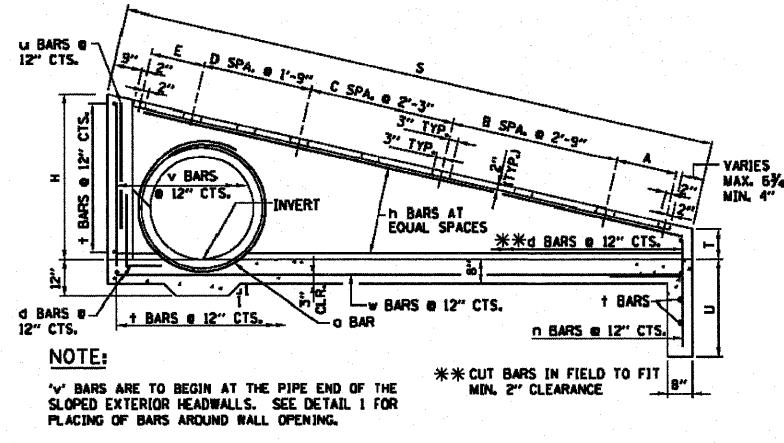 u BARS @
12" CTS.
9"
2"
2"
E
D SPA. @ 1'-9"
C SPA. @ 2'-3"
S
B SPA. @ 2'-9"
A
3" TYP.
3" TYP.
2"
(TYP.)
VARIES
MAX. 5¾"
MIN. 4"
2"
2"
H
t BARS @ 12" CTS.
v BARS
@ 12" CTS.
INVERT
h BARS AT
EQUAL SPACES
**d BARS @ 12" CTS.
T
12"
8"
3"
CLR.
w BARS @ 12" CTS.
t BARS
U
d BARS @
12" CTS.
t BARS @ 12" CTS.
a BAR
n BARS @ 12" CTS.
8"
NOTE:
'v' BARS ARE TO BEGIN AT THE PIPE END OF THE
SLOPED EXTERIOR HEADWALLS. SEE DETAIL 1 FOR
PLACING OF BARS AROUND WALL OPENING.
** CUT BARS IN FIELD TO FIT
MIN. 2" CLEARANCE